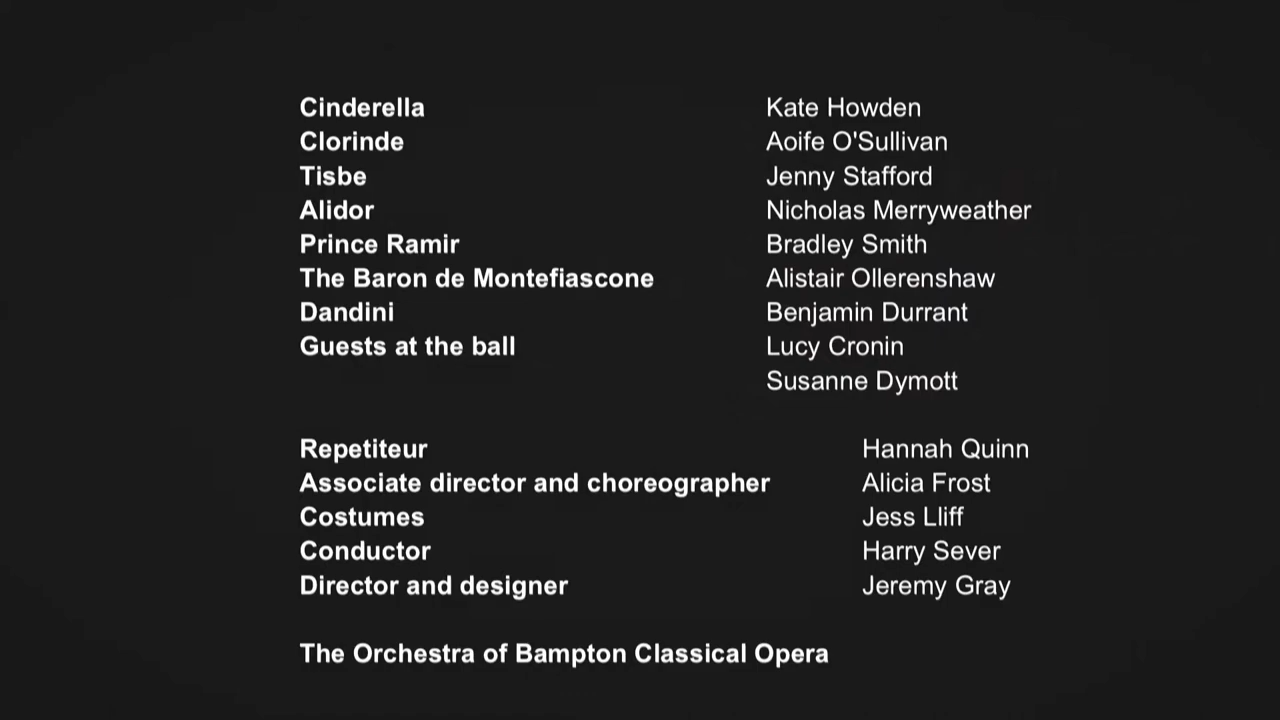 Cinderella Kate Howden
Clorinde Aoife O'Sullivan
Tisbe Jenny Stafford
Alidor Nicholas Merryweather
Prince Ramir Bradley Smith
The Baron de Montefiascone Alistair Ollerenshaw
Dandini Benjamin Durrant
Guests at the ball Lucy Cronin
Susanne Dymott
Repetiteur Hannah Quinn
Associate director and choreographer Alicia Frost
Costumes Jess Lliff
Conductor Harry Sever
Director and designer Jeremy Gray
The Orchestra of Bampton Classical Opera